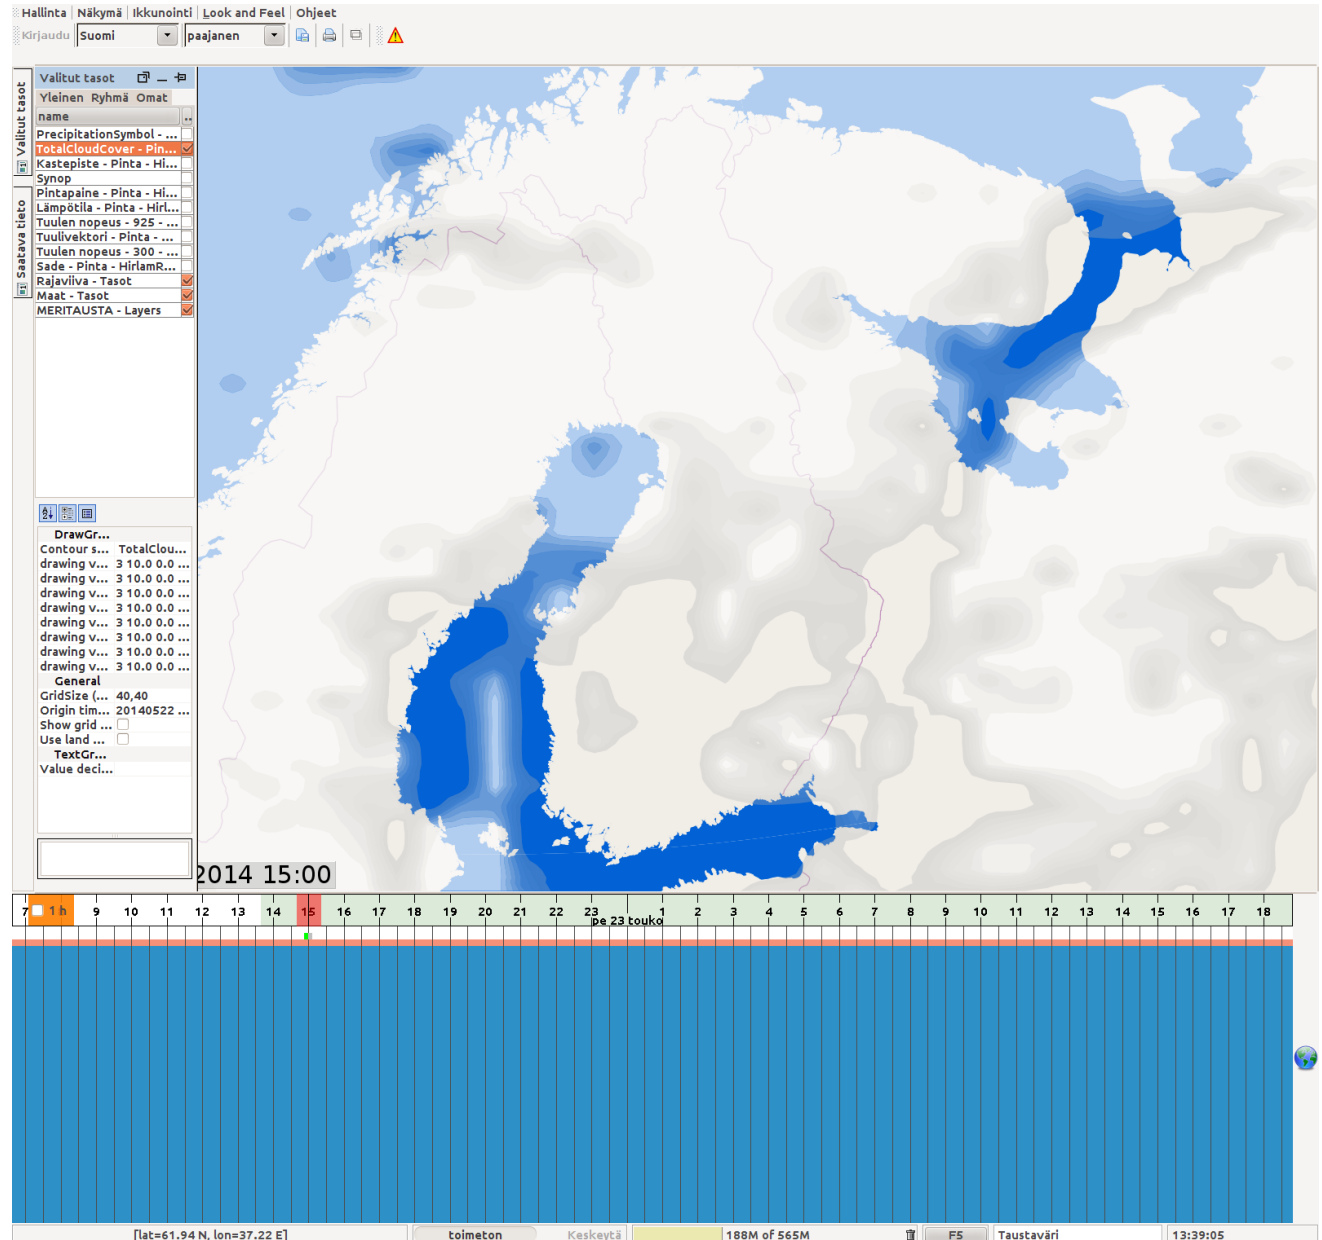 Hallinta Näkymä Ikkunointi Look and Feel Ohjeet
Kirjaudu Suomi paajanen
Valitut tasot
Saatava tieto
Valitut tasot
Yleinen Ryhmä Omat
name ..
PrecipitationSymbol - ...
TotalCloudCover - Pin...
Kastepiste - Pinta - Hi...
Synop
Pintapaine - Pinta - Hi...
Lämpötila - Pinta - Hirl...
Tuulen nopeus - 925 - ...
Tuulivektori - Pinta - ...
Tuulen nopeus - 300 - ...
Sade - Pinta - HirlamR...
Rajaviiva - Tasot
Maat - Tasot
MERITAUSTA - Layers
DrawGr...
Contour s... TotalClou...
drawing v... 3 10.0 0.0 ...
drawing v... 3 10.0 0.0 ...
drawing v... 3 10.0 0.0 ...
drawing v... 3 10.0 0.0 ...
drawing v... 3 10.0 0.0 ...
drawing v... 3 10.0 0.0 ...
drawing v... 3 10.0 0.0 ...
drawing v... 3 10.0 0.0 ...
General
GridSize (... 40,40
Origin tim... 20140522 ...
Show grid ...
Use land ...
TextGr...
Value deci...
2014 15:00
7 1 h 9 10 11 12 13 14 15 16 17 18 19 20 21 22 23 1 2 3 4 5 6 7 8 9 10 11 12 13 14 15 16 17 18
pe 23 touko
[lat=61.94 N, lon=37.22 E] toimeton Keskeytä 188M of 565M F5 Taustaväri 13:39:05